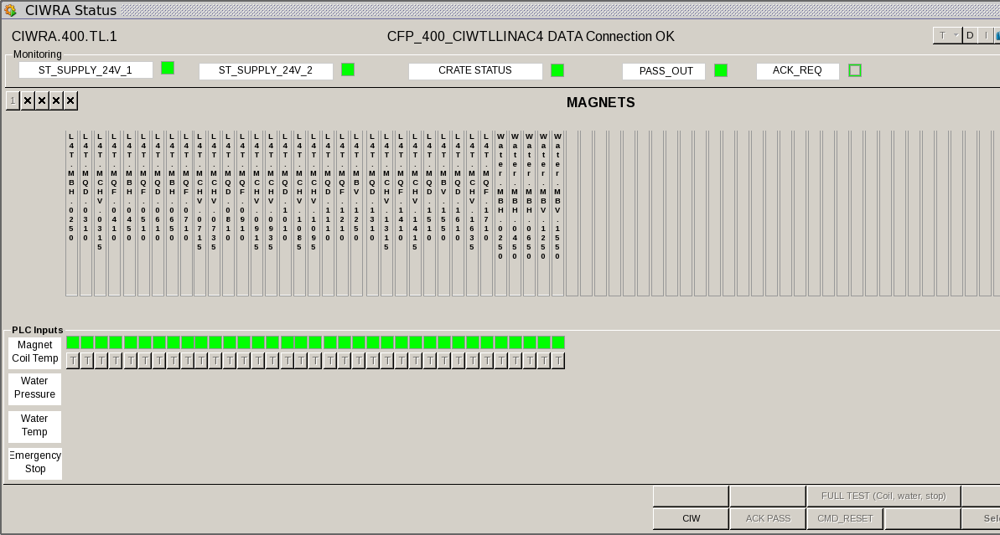 CIWRA Status
CIWRA.400.TL.1
CFP_400_CIWTLLINAC4 DATA Connection OK
T D I
Monitoring
ST_SUPPLY_24V_1 ST_SUPPLY_24V_2 CRATE STATUS PASS_OUT ACK_REQ
1
MAGNETS
L4T.MBH.0250
L4T.MQD.0310
L4T.MCHV.0315
L4T.MQF.0410
L4T.MBH.0450
L4T.MQF.0510
L4T.MQD.0610
L4T.MBH.0650
L4T.MQF.0710
L4T.MCHV.0715
L4T.MCHV.0735
L4T.MQD.0810
L4T.MQF.0910
L4T.MCHV.0915
L4T.MCHV.0935
L4T.MQD.1010
L4T.MCHV.1085
L4T.MCHV.1095
L4T.MQD.1110
L4T.MQF.1210
L4T.MBV.1250
L4T.MQD.1310
L4T.MCHV.1315
L4T.MQF.1410
L4T.MCHV.1415
L4T.MQD.1510
L4T.MBV.1550
L4T.MQD.1610
L4T.MCHV.1635
L4T.MQF.1710
Water.MBH.0250
Water.MBH.0450
Water.MBH.0650
Water.MBV.1250
Water.MBV.1550
PLC Inputs
Magnet
Coil Temp
T T T T T T T T T T T T T T T T T T T T T T T T T T T T T T T T T T T
Water
Pressure
Water
Temp
Emergency
Stop
FULL TEST (Coil, water, stop)
CIW ACK PASS CMD_RESET